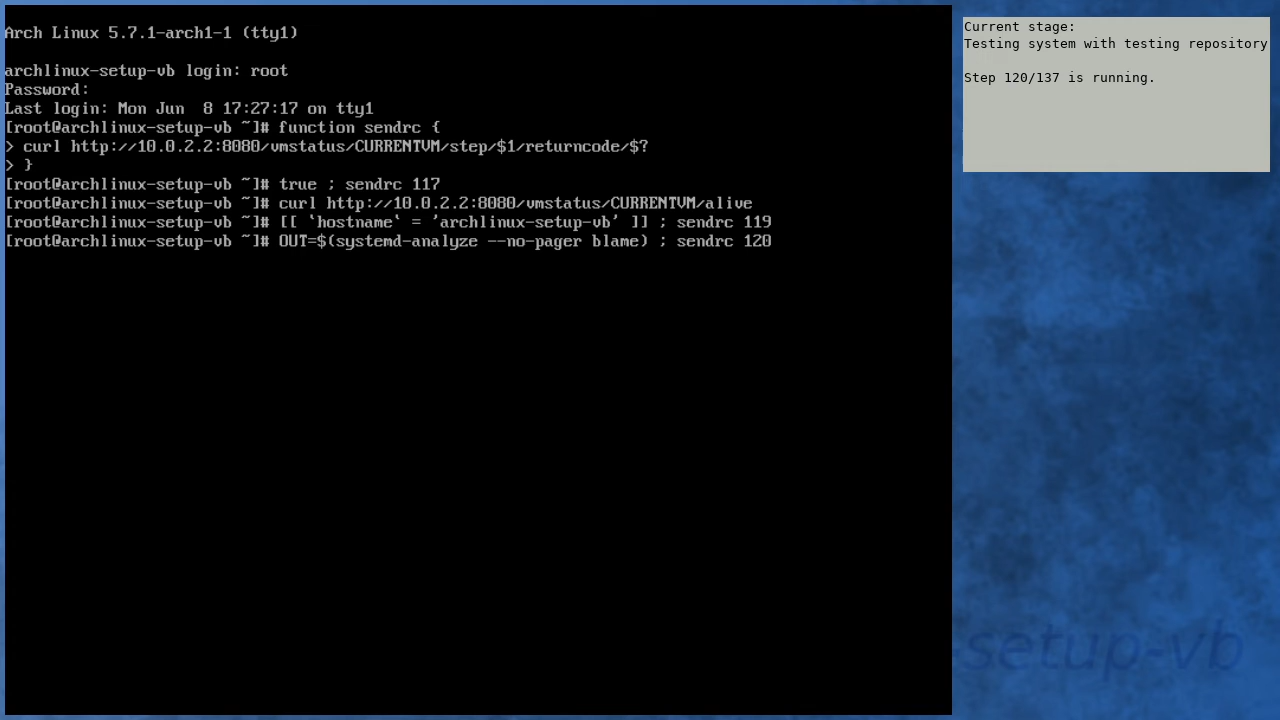 Arch Linux 5.7.1-arch1-1 (tty1)
archlinux-setup-vb login: root
Password:
Last login: Mon Jun  8 17:27:17 on tty1
[root@archlinux-setup-vb ~]# function sendrc {
> curl http://10.0.2.2:8080/vmstatus/CURRENTVM/step/$1/returncode/$?
> }
[root@archlinux-setup-vb ~]# true ; sendrc 117
[root@archlinux-setup-vb ~]# curl http://10.0.2.2:8080/vmstatus/CURRENTVM/alive
[root@archlinux-setup-vb ~]# [[ `hostname` = 'archlinux-setup-vb' ]] ; sendrc 119
[root@archlinux-setup-vb ~]# OUT=$(systemd-analyze --no-pager blame) ; sendrc 120
Current stage:
Testing system with testing repository
Step 120/137 is running.
setup-vb